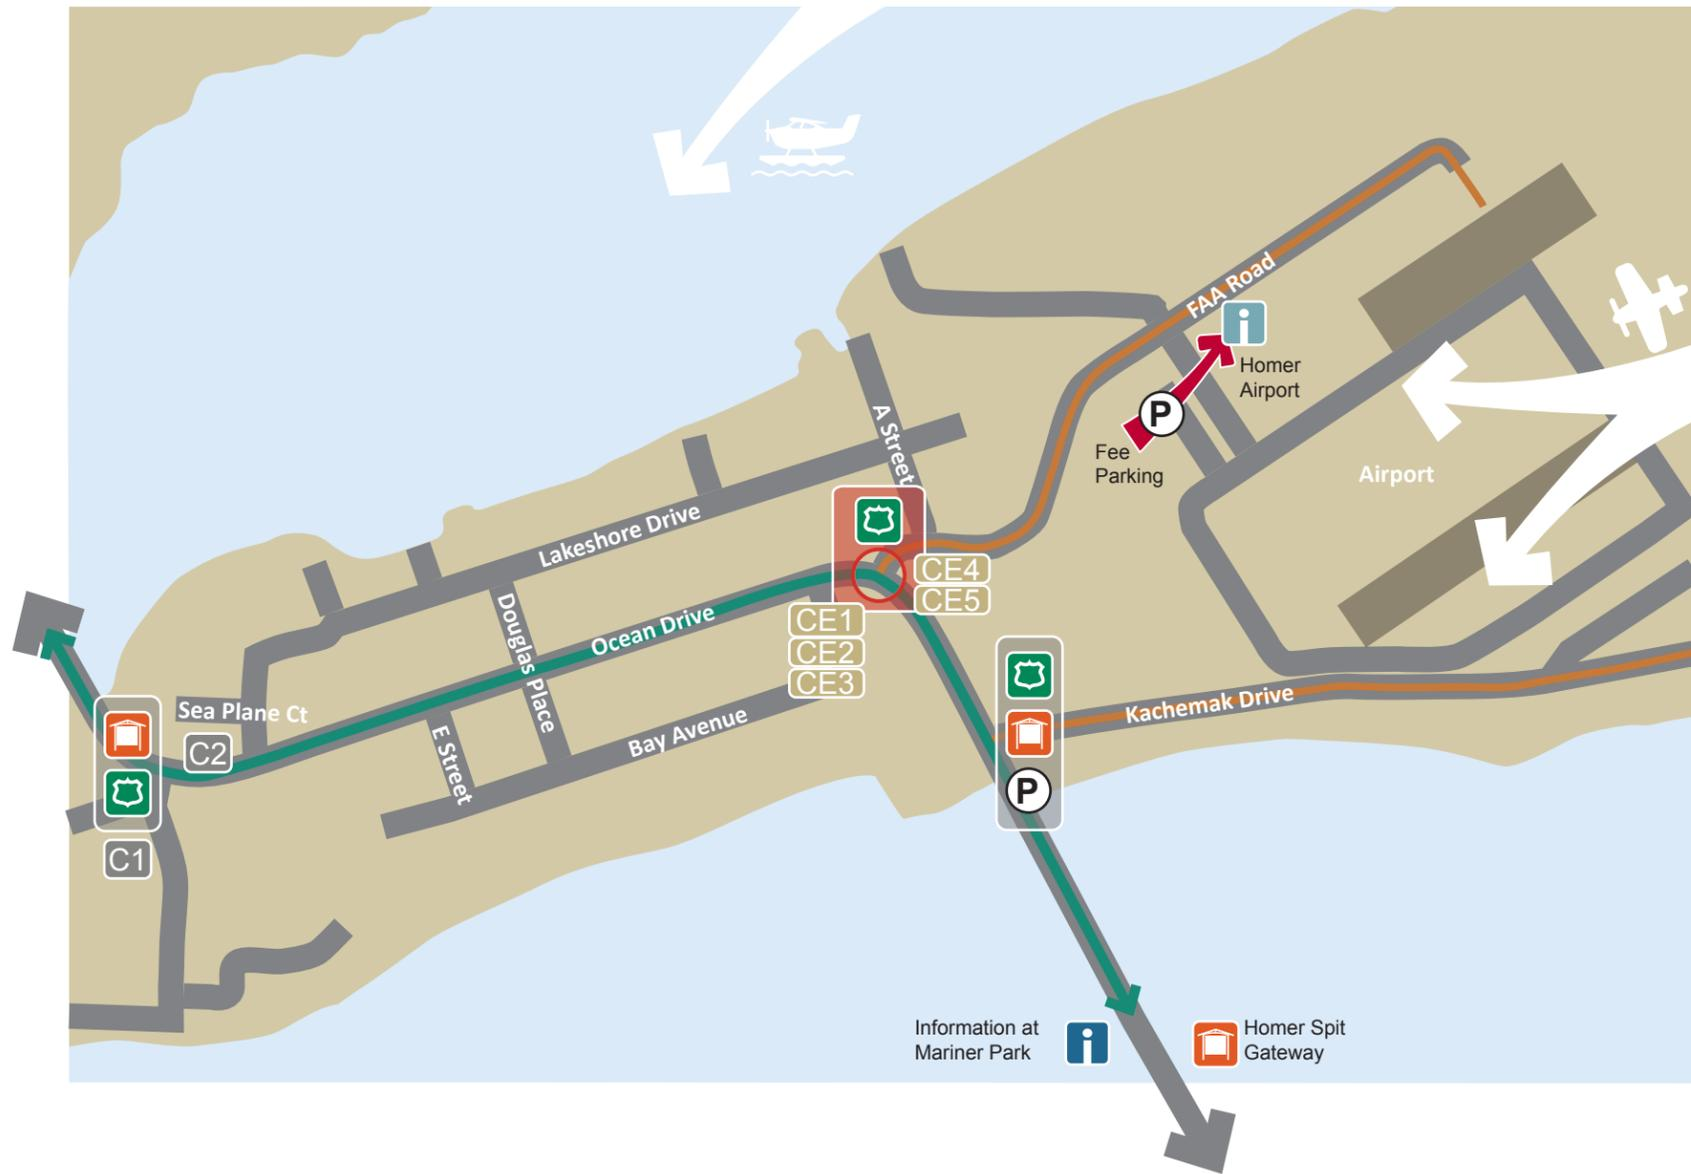 FAA Road
i
Homer
Airport
P
Fee
Parking
Airport
A Street
Lakeshore Drive
CE4
CE5
Douglas Place
Ocean Drive
CE1
CE2
CE3
Sea Plane Ct
C2
E Street
Bay Avenue
Kachemak Drive
P
C1
Information at
Mariner Park
i
Homer Spit
Gateway